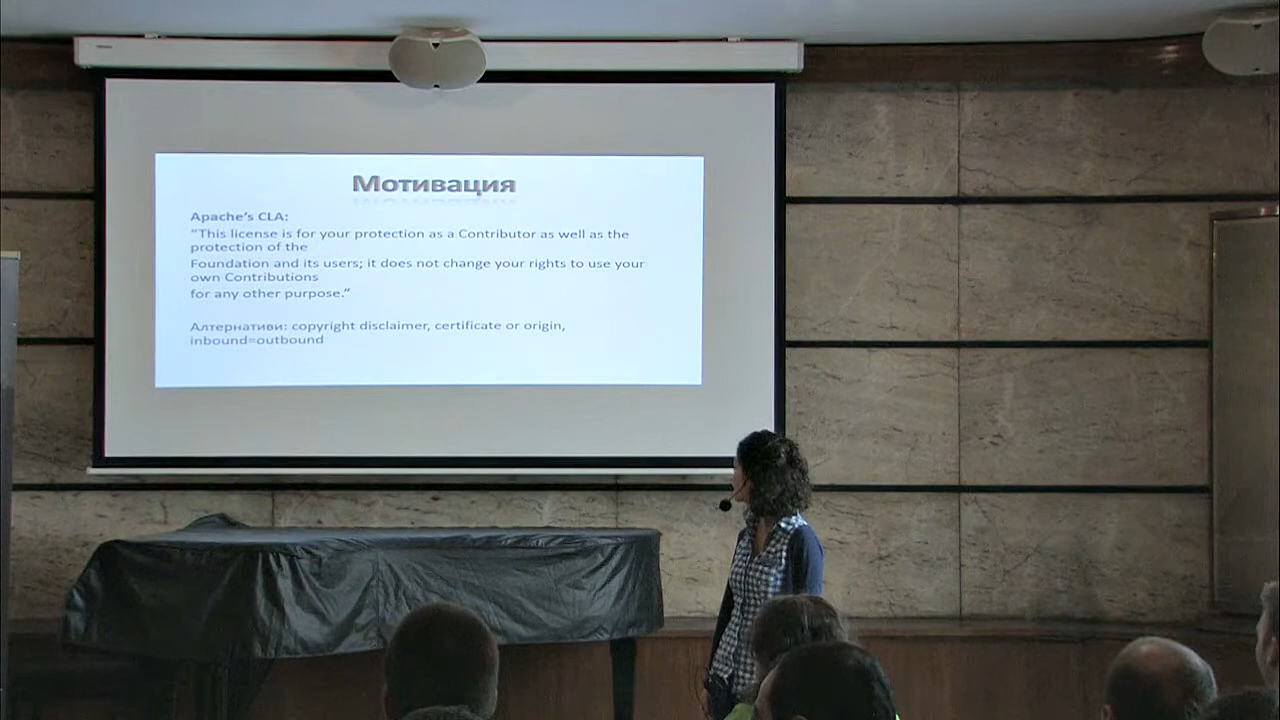 Мотивация
Apache's CLA:
"This license is for your protection as a Contributor as well as the
protection of the
Foundation and its users; it does not change your rights to use your
own Contributions
for any other purpose."
Алтернативи: copyright disclaimer, certificate or origin,
inbound=outbound